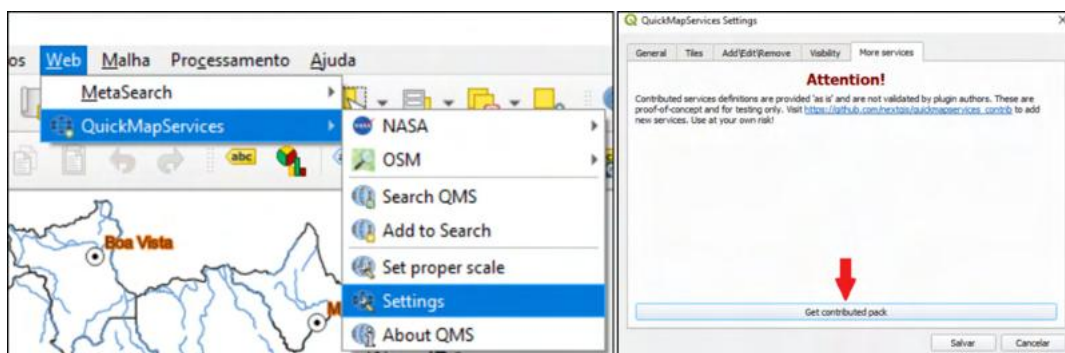 os Web Malha Processamento Ajuda
MetaSearch
QuickMapServices
NASA
OSM
Search QMS
Add to Search
Set proper scale
Settings
About QMS
abc
Boa Vista
M
QuickMapServices Settings
General Tiles Add\Edit\Remove Visibility More services
Attention!
Contributed services definitions are provided 'as is' and are not validated by plugin authors. These are
proof-of-concept and for testing only. Visit https://github.com/nextgis/quickmapservices_contrib to add
new services. Use at your own risk!
Get contributed pack
Salvar Cancelar